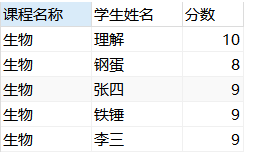 课程名称 学生姓名 分数
生物 理解 10
生物 钢蛋 8
生物 张四 9
生物 铁锤 9
生物 李三 9